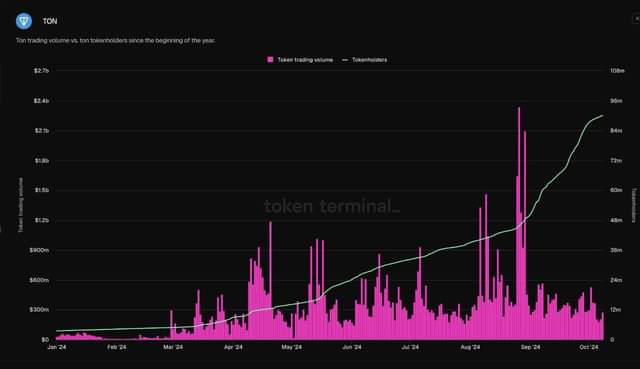 TON
Ton trading volume vs. ton tokenholders since the beginning of the year.
Token trading volume Tokenholders
$2.7b 108m
$2.4b 96m
$2.1b 84m
$1.8b 72m
$1.5b 60m
$1.2b 48m
$900m 36m
$600m 24m
$300m 12m
$0 0
Token trading volume
Tokenholders
token terminal_
Jan '24 Feb '24 Mar '24 Apr '24 May '24 Jun '24 Jul '24 Aug '24 Sep '24 Oct '24